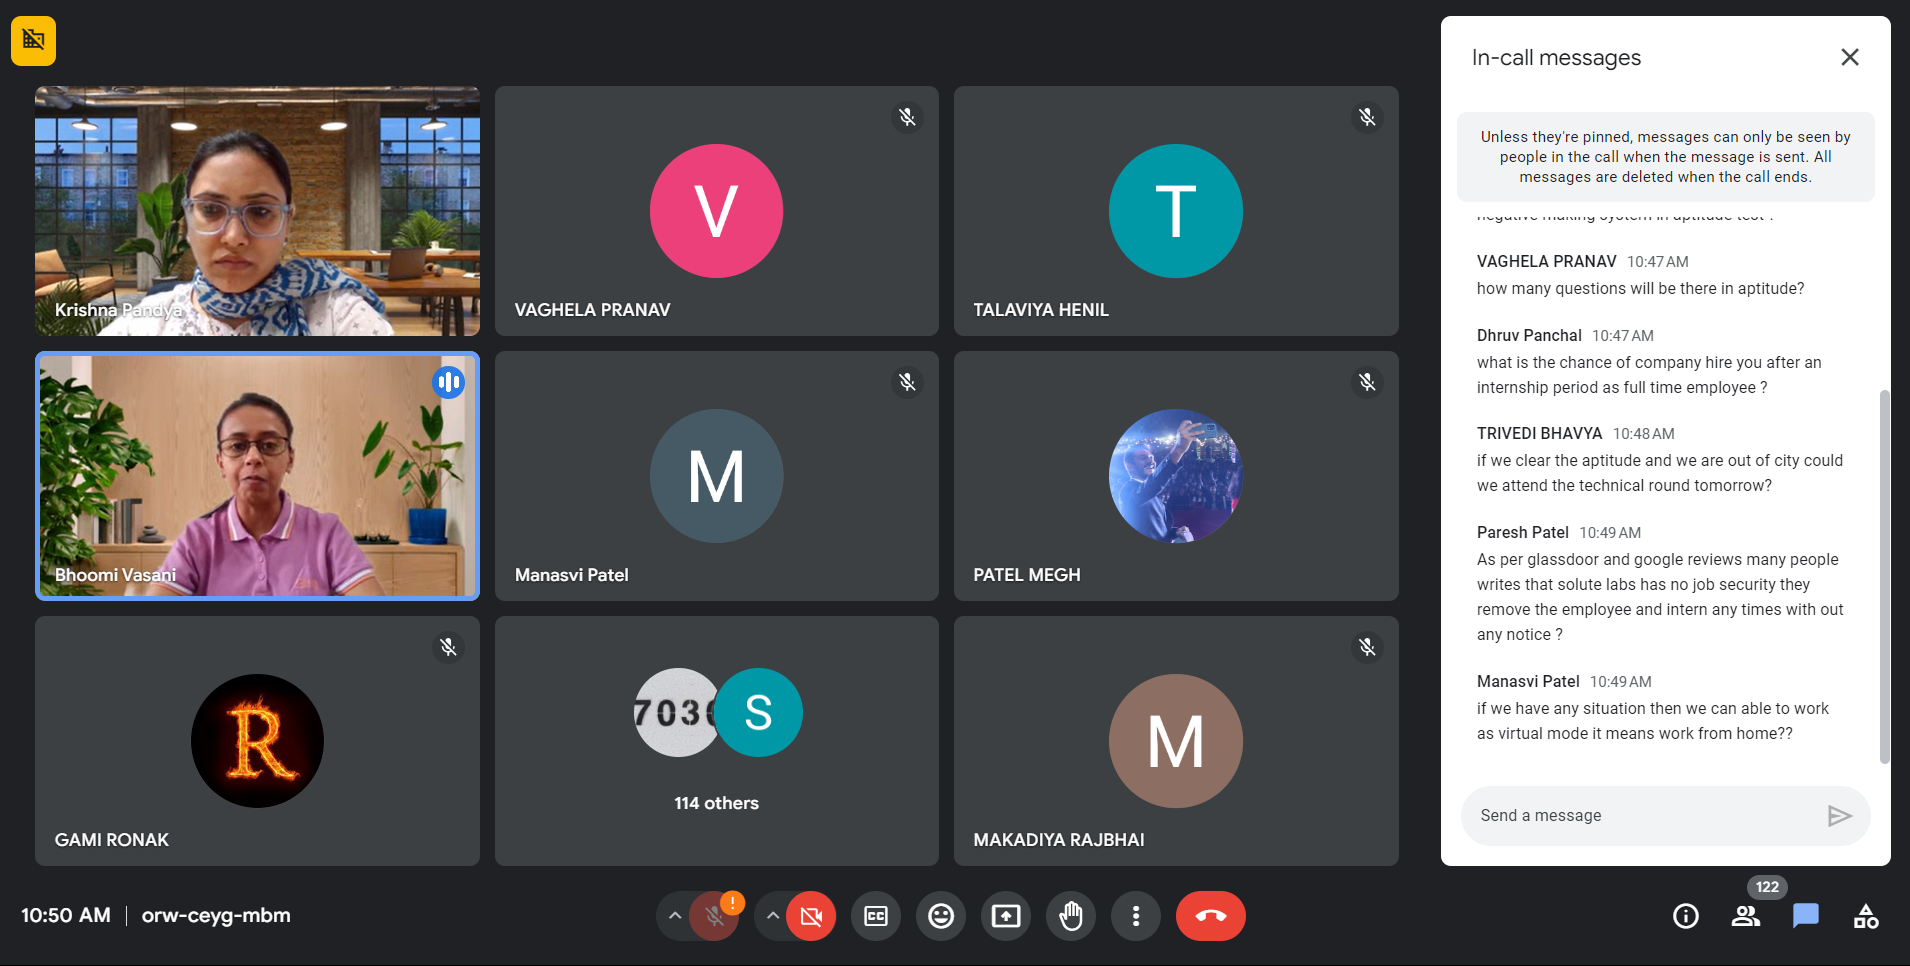 In-call messages
Unless they're pinned, messages can only be seen by
people in the call when the message is sent. All
messages are deleted when the call ends.
negative making system in aptitude test ?
VAGHELA PRANAV 10:47 AM
how many questions will be there in aptitude?
Dhruv Panchal 10:47 AM
what is the chance of company hire you after an
internship period as full time employee ?
TRIVEDI BHAVYA 10:48 AM
if we clear the aptitude and we are out of city could
we attend the technical round tomorrow?
Paresh Patel 10:49 AM
As per glassdoor and google reviews many people
writes that solute labs has no job security they
remove the employee and intern any times with out
any notice ?
Manasvi Patel 10:49 AM
if we have any situation then we can able to work
as virtual mode it means work from home??
Send a message
Krishna Pandya
V
VAGHELA PRANAV
T
TALAVIYA HENIL
Bhoomi Vasani
M
Manasvi Patel
PATEL MEGH
R
GAMI RONAK
703
S
114 others
M
MAKADIYA RAJBHAI
10:50 AM
orw-ceyg-mbm
!
CC
122